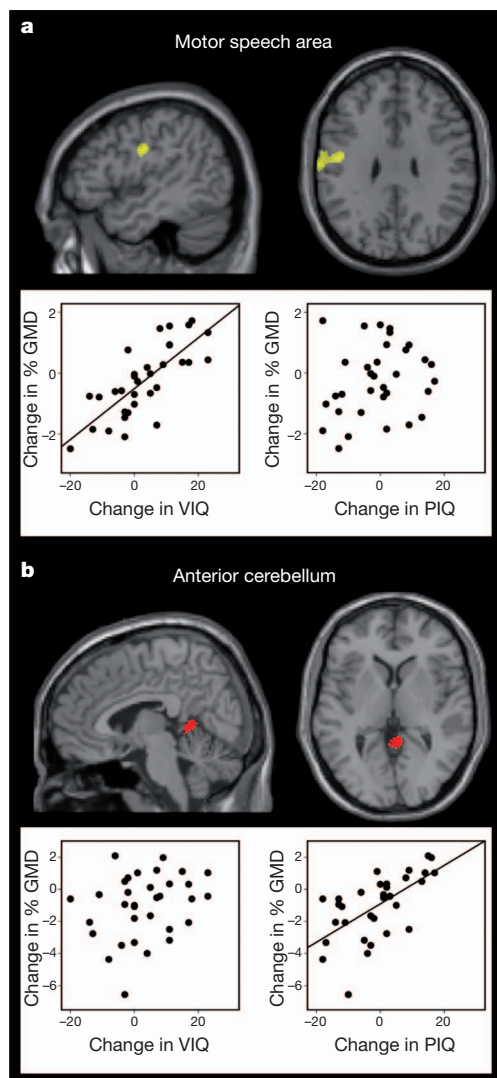 a
Motor speech area
Change in % GMD
2
0
−2
−20 0 20
Change in VIQ
Change in % GMD
2
0
−2
−20 0 20
Change in PIQ
b
Anterior cerebellum
Change in % GMD
2
0
−2
−4
−6
−20 0 20
Change in VIQ
Change in % GMD
2
0
−2
−4
−6
−20 0 20
Change in PIQ